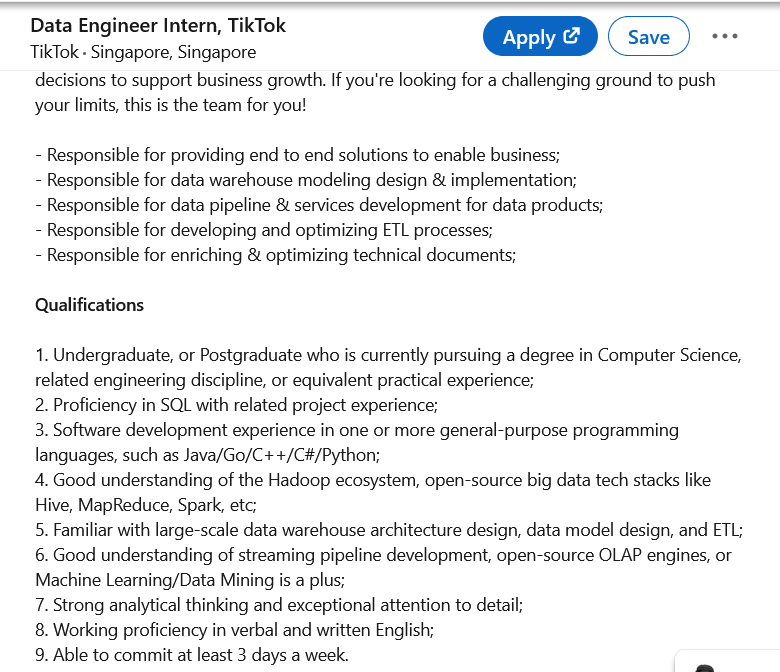 Data Engineer Intern, TikTok
TikTok · Singapore, Singapore
Apply
Save
decisions to support business growth. If you're looking for a challenging ground to push
your limits, this is the team for you!
- Responsible for providing end to end solutions to enable business;
- Responsible for data warehouse modeling design & implementation;
- Responsible for data pipeline & services development for data products;
- Responsible for developing and optimizing ETL processes;
- Responsible for enriching & optimizing technical documents;
Qualifications
1. Undergraduate, or Postgraduate who is currently pursuing a degree in Computer Science,
related engineering discipline, or equivalent practical experience;
2. Proficiency in SQL with related project experience;
3. Software development experience in one or more general-purpose programming
languages, such as Java/Go/C++/C#/Python;
4. Good understanding of the Hadoop ecosystem, open-source big data tech stacks like
Hive, MapReduce, Spark, etc;
5. Familiar with large-scale data warehouse architecture design, data model design, and ETL;
6. Good understanding of streaming pipeline development, open-source OLAP engines, or
Machine Learning/Data Mining is a plus;
7. Strong analytical thinking and exceptional attention to detail;
8. Working proficiency in verbal and written English;
9. Able to commit at least 3 days a week.